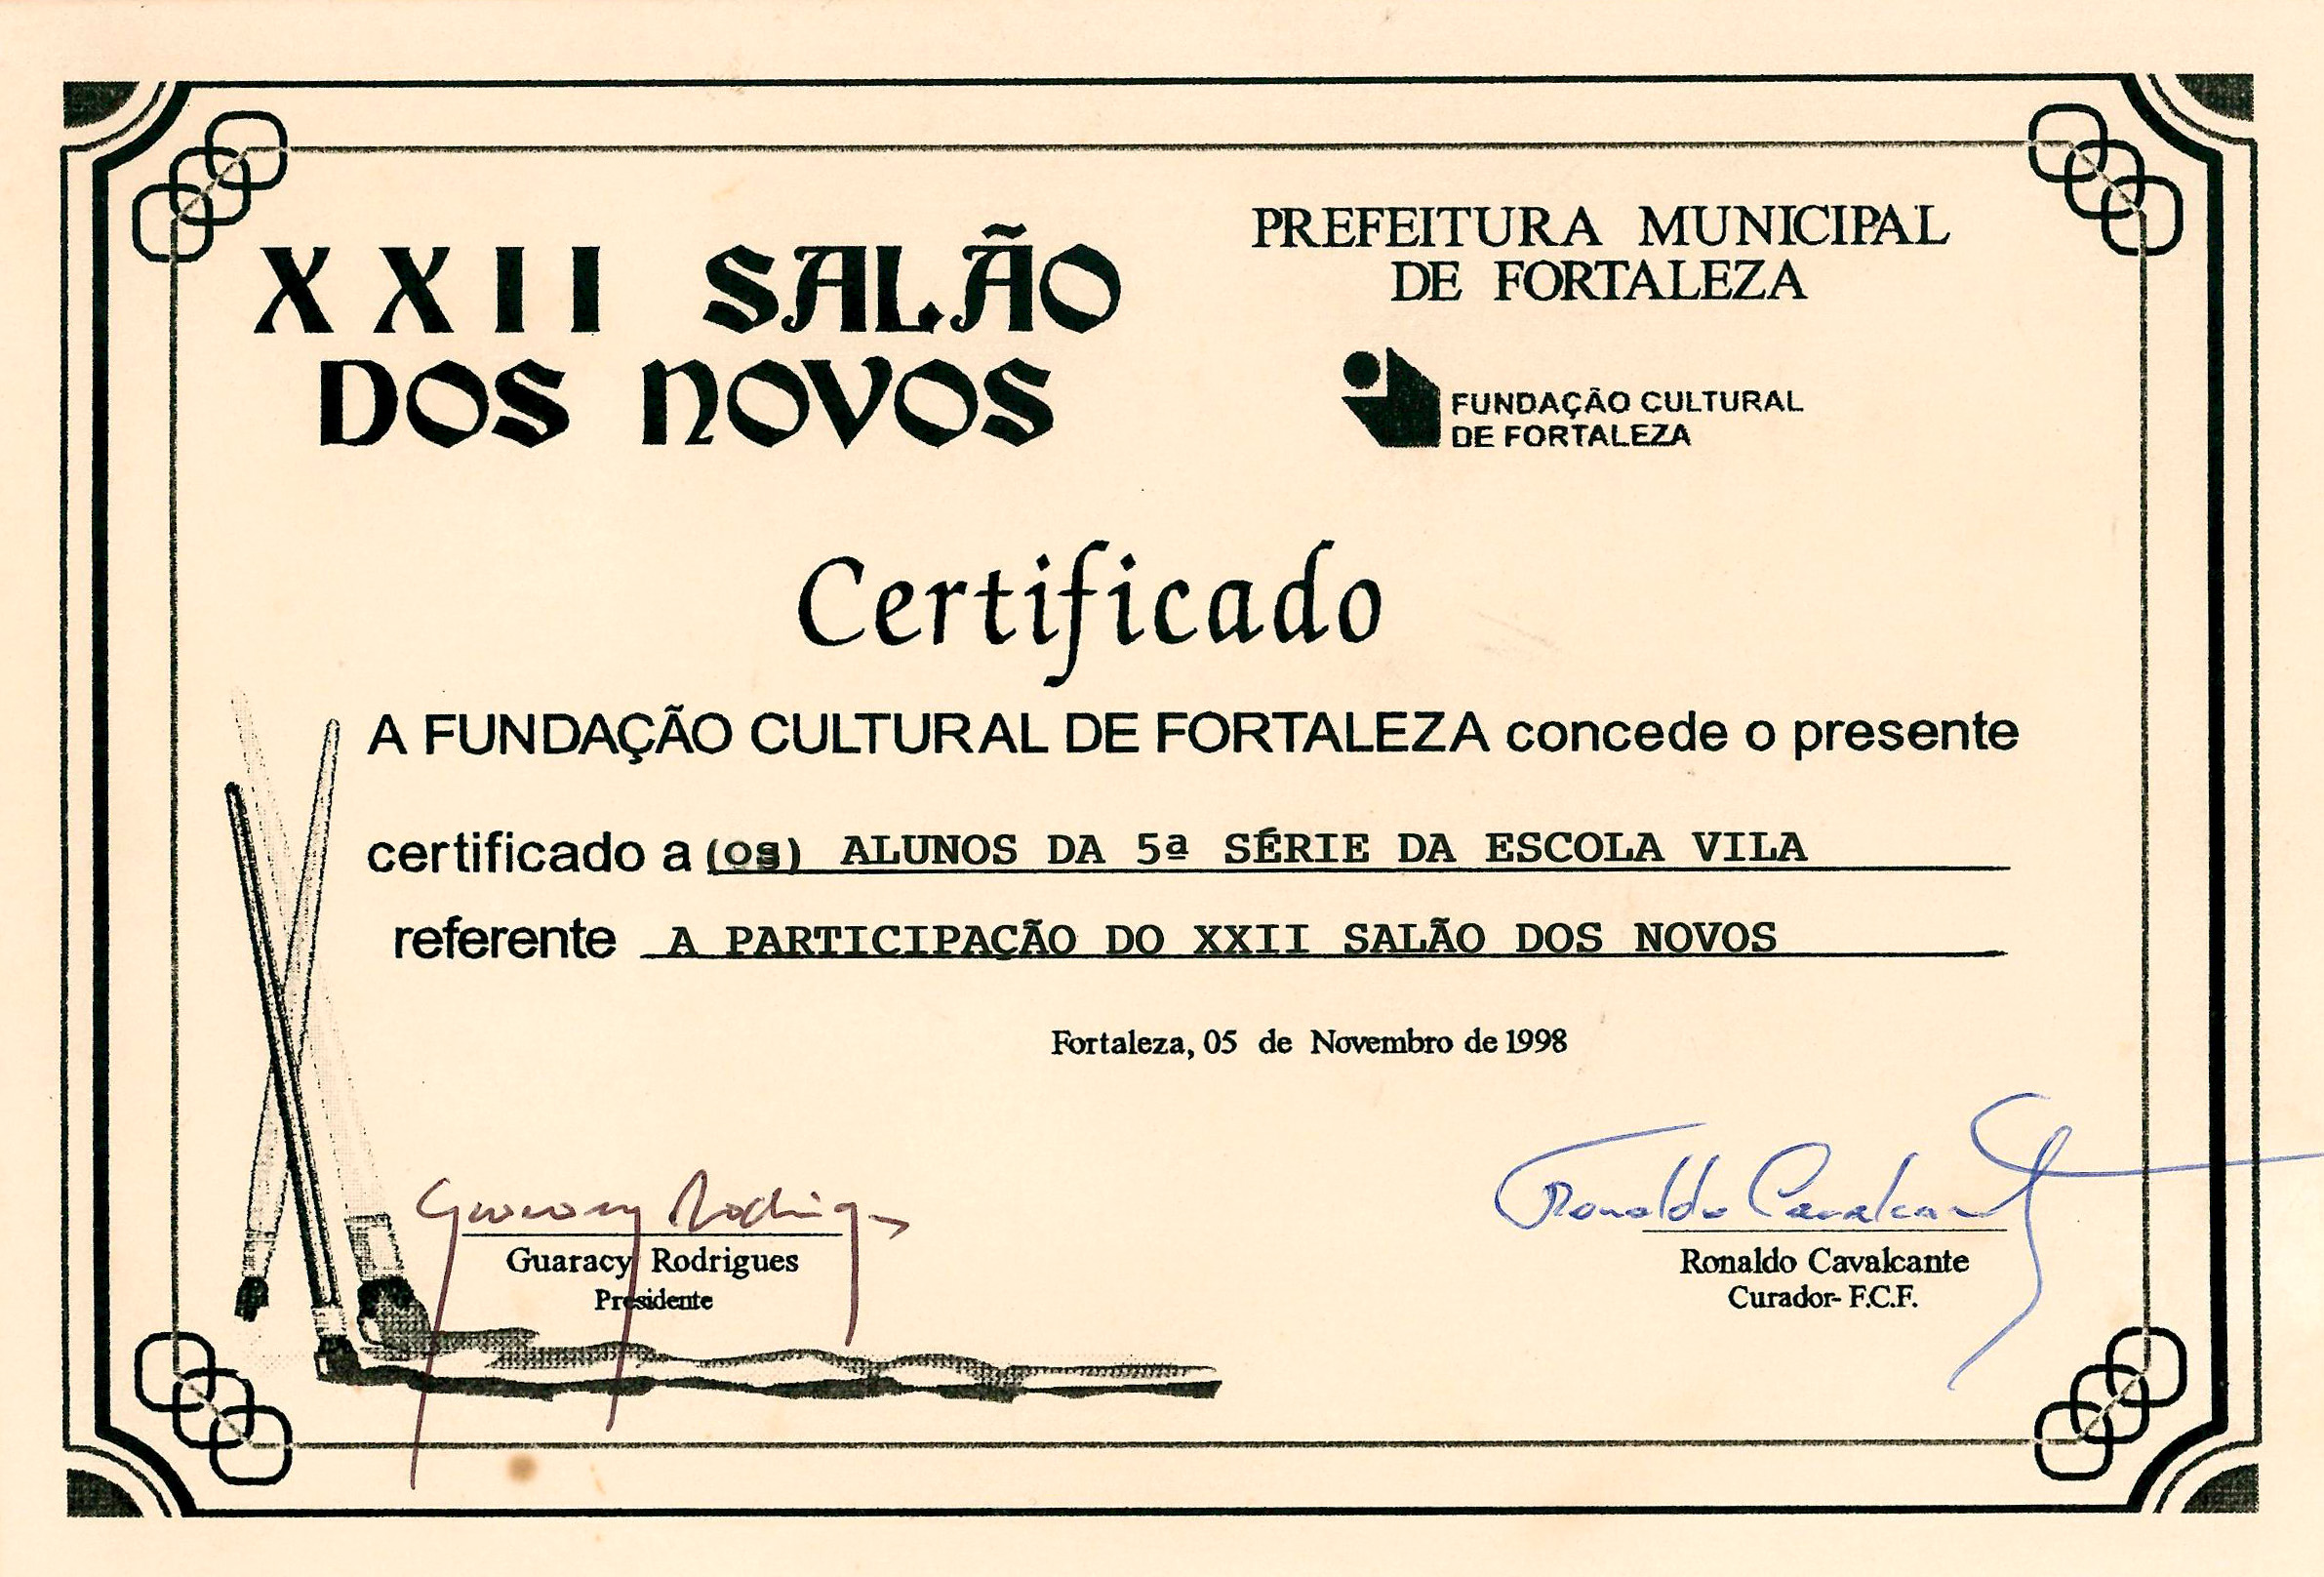 XXII SALÃO
DOS NOVOS
PREFEITURA MUNICIPAL
DE FORTALEZA
FUNDAÇÃO CULTURAL
DE FORTALEZA
Certificado
A FUNDAÇÃO CULTURAL DE FORTALEZA concede o presente
certificado a (os) ALUNOS DA 5ª SÉRIE DA ESCOLA VILA
referente A PARTICIPAÇÃO DO XXII SALÃO DOS NOVOS
Fortaleza, 05 de Novembro de 1998
Guaracy Rodrigues
Guaracy Rodrigues
Presidente
Ronaldo Cavalcante
Ronaldo Cavalcante
Curador- F.C.F.